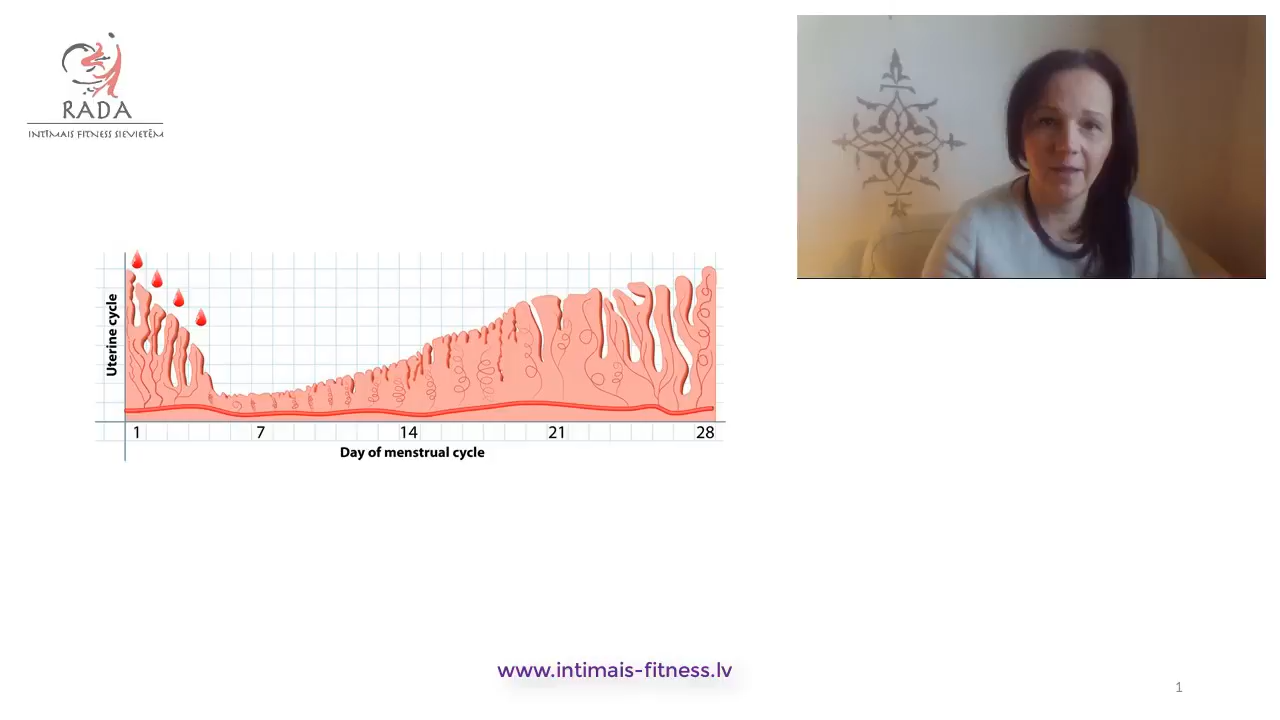 RADA
INTĪMAIS FITNESS SIEVIETĒM
Uterine cycle
1 7 14 21 28
Day of menstrual cycle
www.intimais-fitness.lv
1